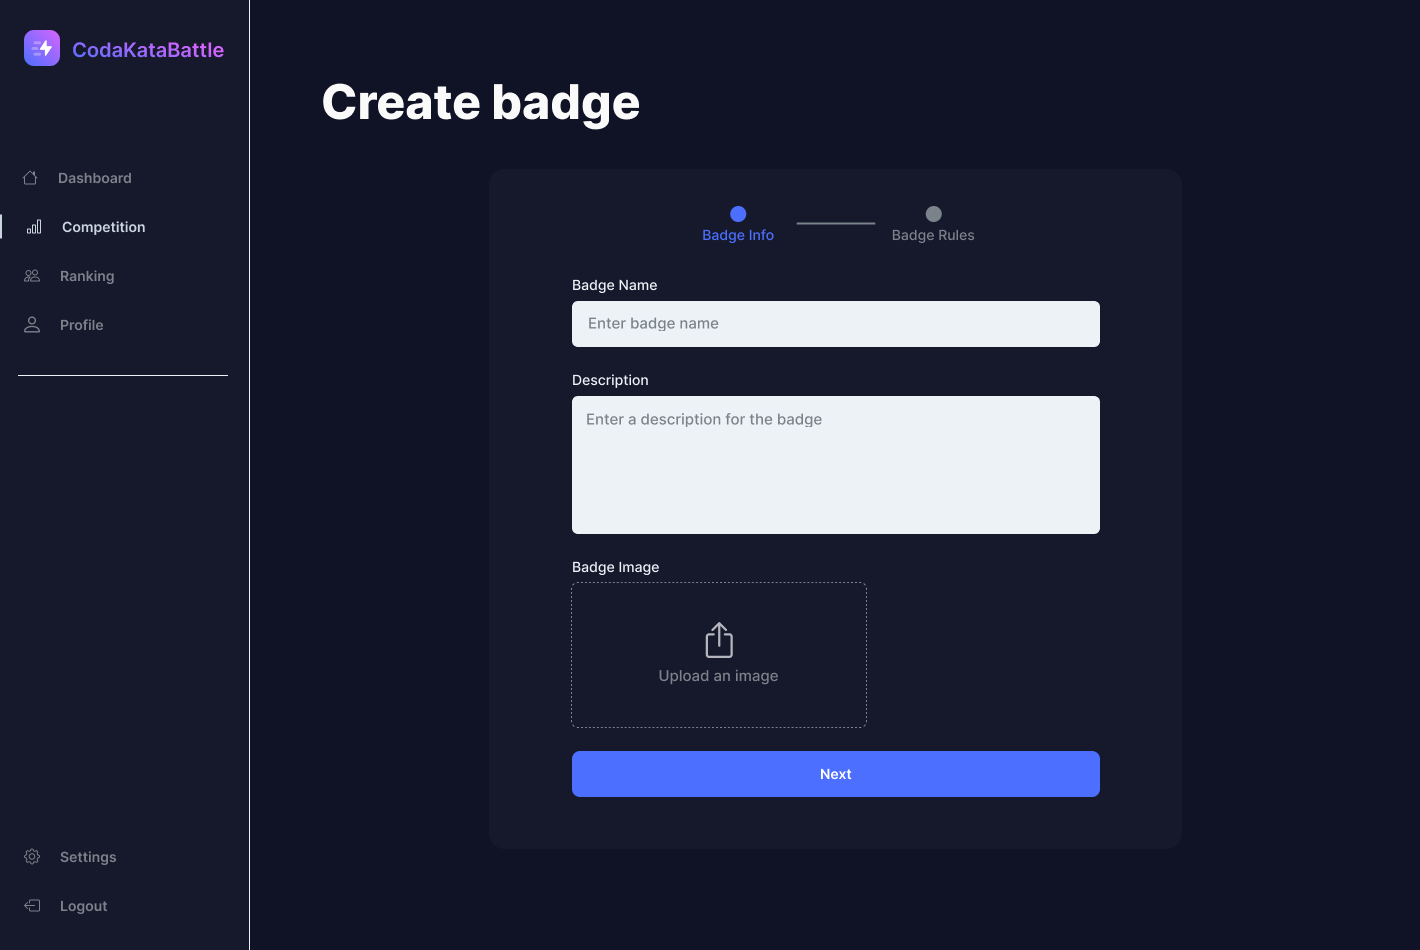 CodaKataBattle
Dashboard
Competition
Ranking
Profile
Settings
Logout
Create badge
Badge Info
Badge Rules
Badge Name
Enter badge name
Description
Enter a description for the badge
Badge Image
Upload an image
Next